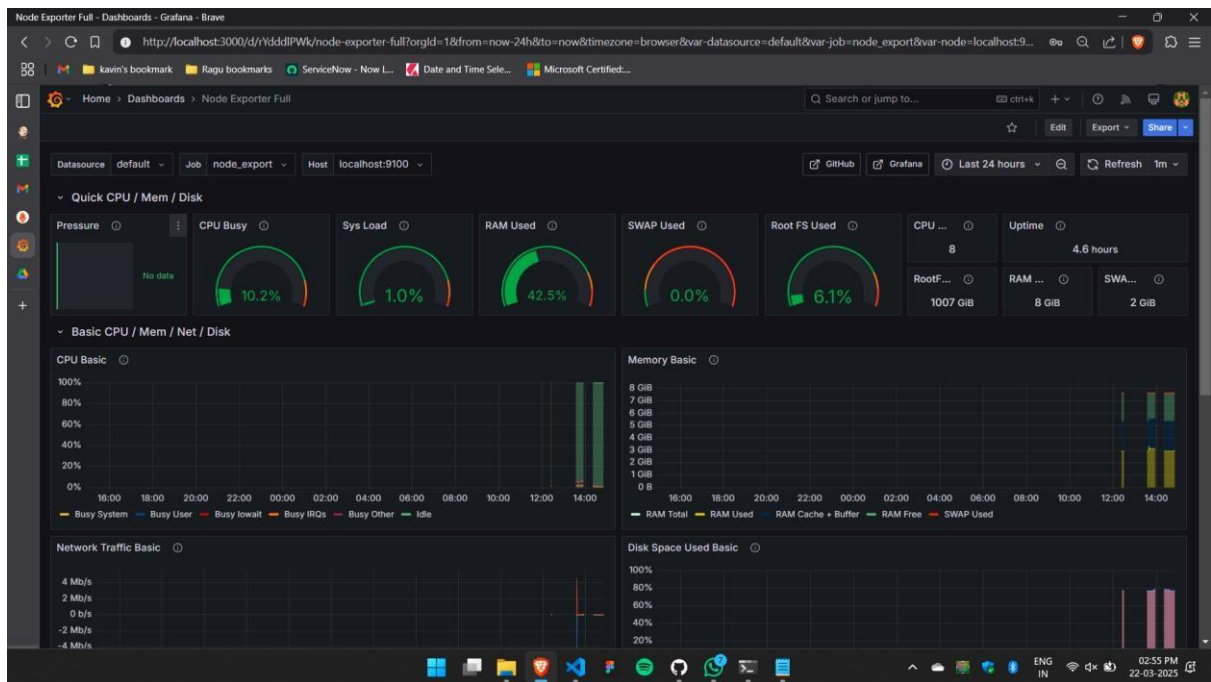 Node Exporter Full - Dashboards - Grafana - Brave
http://localhost:3000/d/rYdddlPWk/node-exporter-full?orgId=1&from=now-24h&to=now&timezone=browser&var-datasource=default&var-job=node_export&var-node=localhost:9...
kavin's bookmark Ragu bookmarks ServiceNow - Now L... Date and Time Sele... Microsoft Certified:...
Home > Dashboards > Node Exporter Full Search or jump to... ctrl+k
Edit Export Share
Datasource default Job node_export Host localhost:9100 GitHub Grafana Last 24 hours Refresh 1m
Quick CPU / Mem / Disk
Pressure CPU Busy Sys Load RAM Used SWAP Used Root FS Used CPU ... Uptime
8 4.6 hours
No data 10.2% 1.0% 42.5% 0.0% 6.1%
RootF... RAM ... SWA...
1007 GiB 8 GiB 2 GiB
Basic CPU / Mem / Net / Disk
CPU Basic
100%
80%
60%
40%
20%
0%
16:00 18:00 20:00 22:00 00:00 02:00 04:00 06:00 08:00 10:00 12:00 14:00
Busy System Busy User Busy Iowait Busy IRQs Busy Other Idle
Memory Basic
8 GiB
7 GiB
6 GiB
5 GiB
4 GiB
3 GiB
2 GiB
1 GiB
0 B
16:00 18:00 20:00 22:00 00:00 02:00 04:00 06:00 08:00 10:00 12:00 14:00
RAM Total RAM Used RAM Cache + Buffer RAM Free SWAP Used
Network Traffic Basic
4 Mb/s
2 Mb/s
0 b/s
-2 Mb/s
-4 Mb/s
Disk Space Used Basic
100%
80%
60%
40%
20%
ENG
IN
02:55 PM
22-03-2025